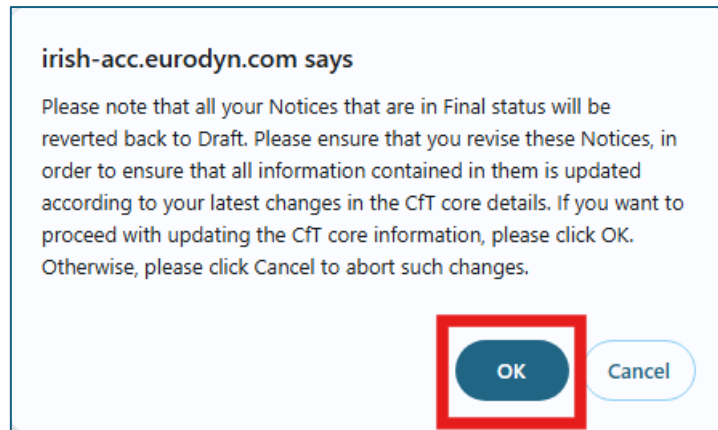 irish-acc.eurodyn.com says
Please note that all your Notices that are in Final status will be
reverted back to Draft. Please ensure that you revise these Notices, in
order to ensure that all information contained in them is updated
according to your latest changes in the CfT core details. If you want to
proceed with updating the CfT core information, please click OK.
Otherwise, please click Cancel to abort such changes.
OK Cancel